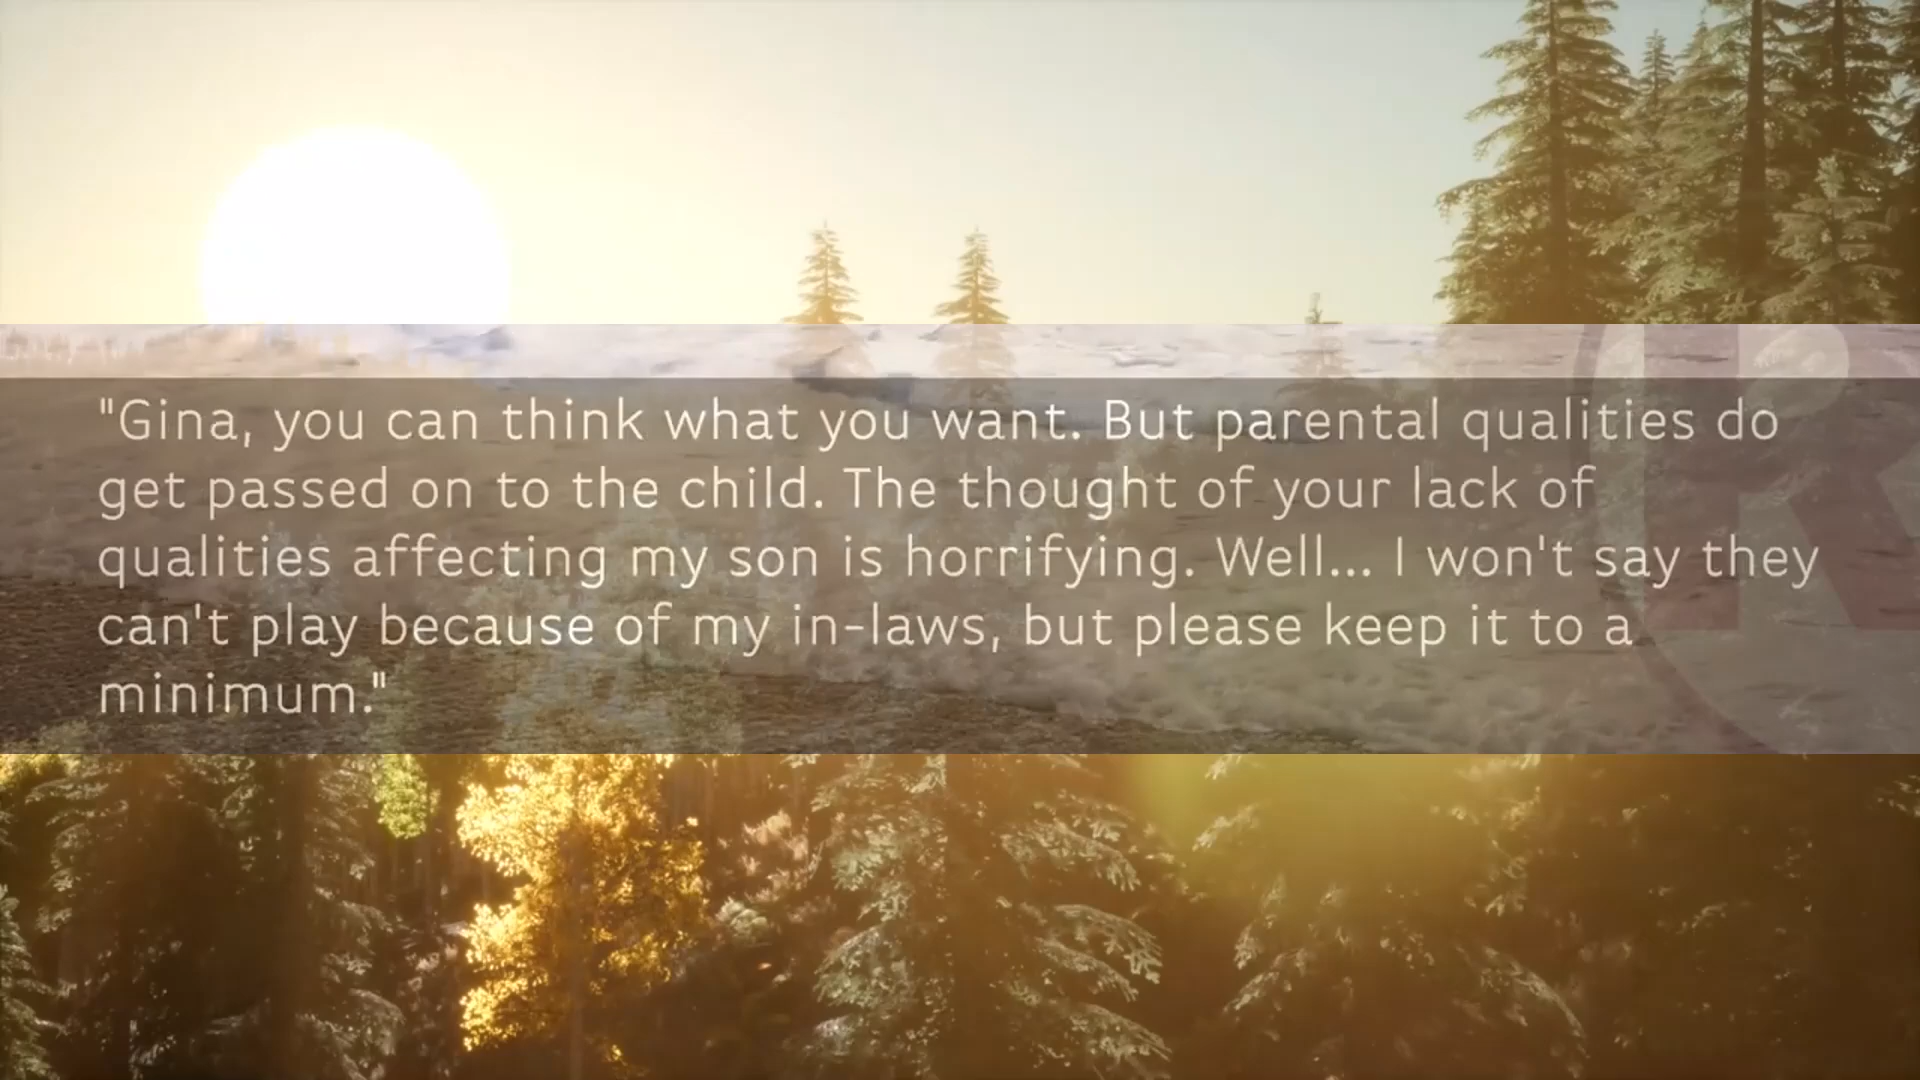 "Gina, you can think what you want. But parental qualities do
get passed on to the child. The thought of your lack of
qualities affecting my son is horrifying. Well... I won't say they
can't play because of my in-laws, but please keep it to a
minimum."
R